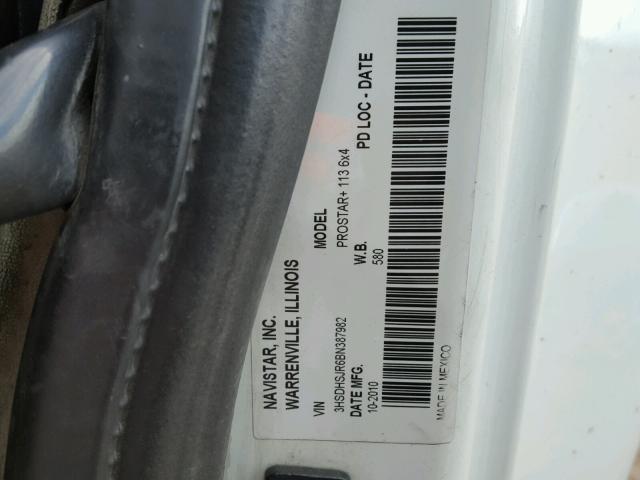 NAVISTAR, INC.
WARRENVILLE, ILLINOIS
VIN MODEL
3HSDHSJR6BN387982 PROSTAR+ 113 6x4
DATE MFG. W.B. PD LOC - DATE
10-2010 580
MADE IN MEXICO